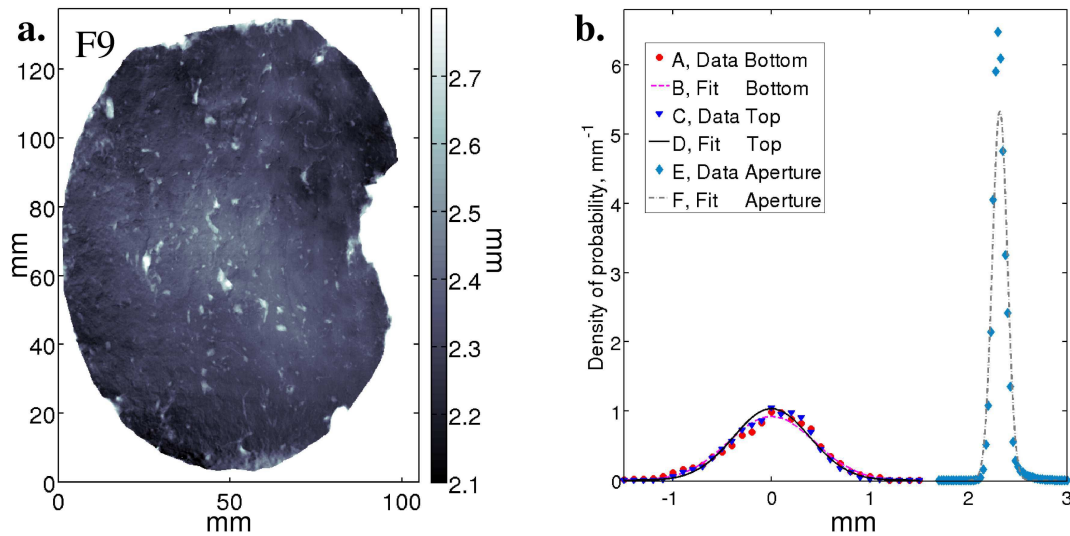 a.
F9
120
100
80
60
40
20
0
mm
0
50
100
mm
2.7
2.6
2.5
2.4
2.3
2.2
2.1
mm
b.
A, Data Bottom
B, Fit Bottom
C, Data Top
D, Fit Top
E, Data Aperture
F, Fit Aperture
6
5
4
3
2
1
0
Density of probability, mm⁻¹
-1
0
1
2
3
mm